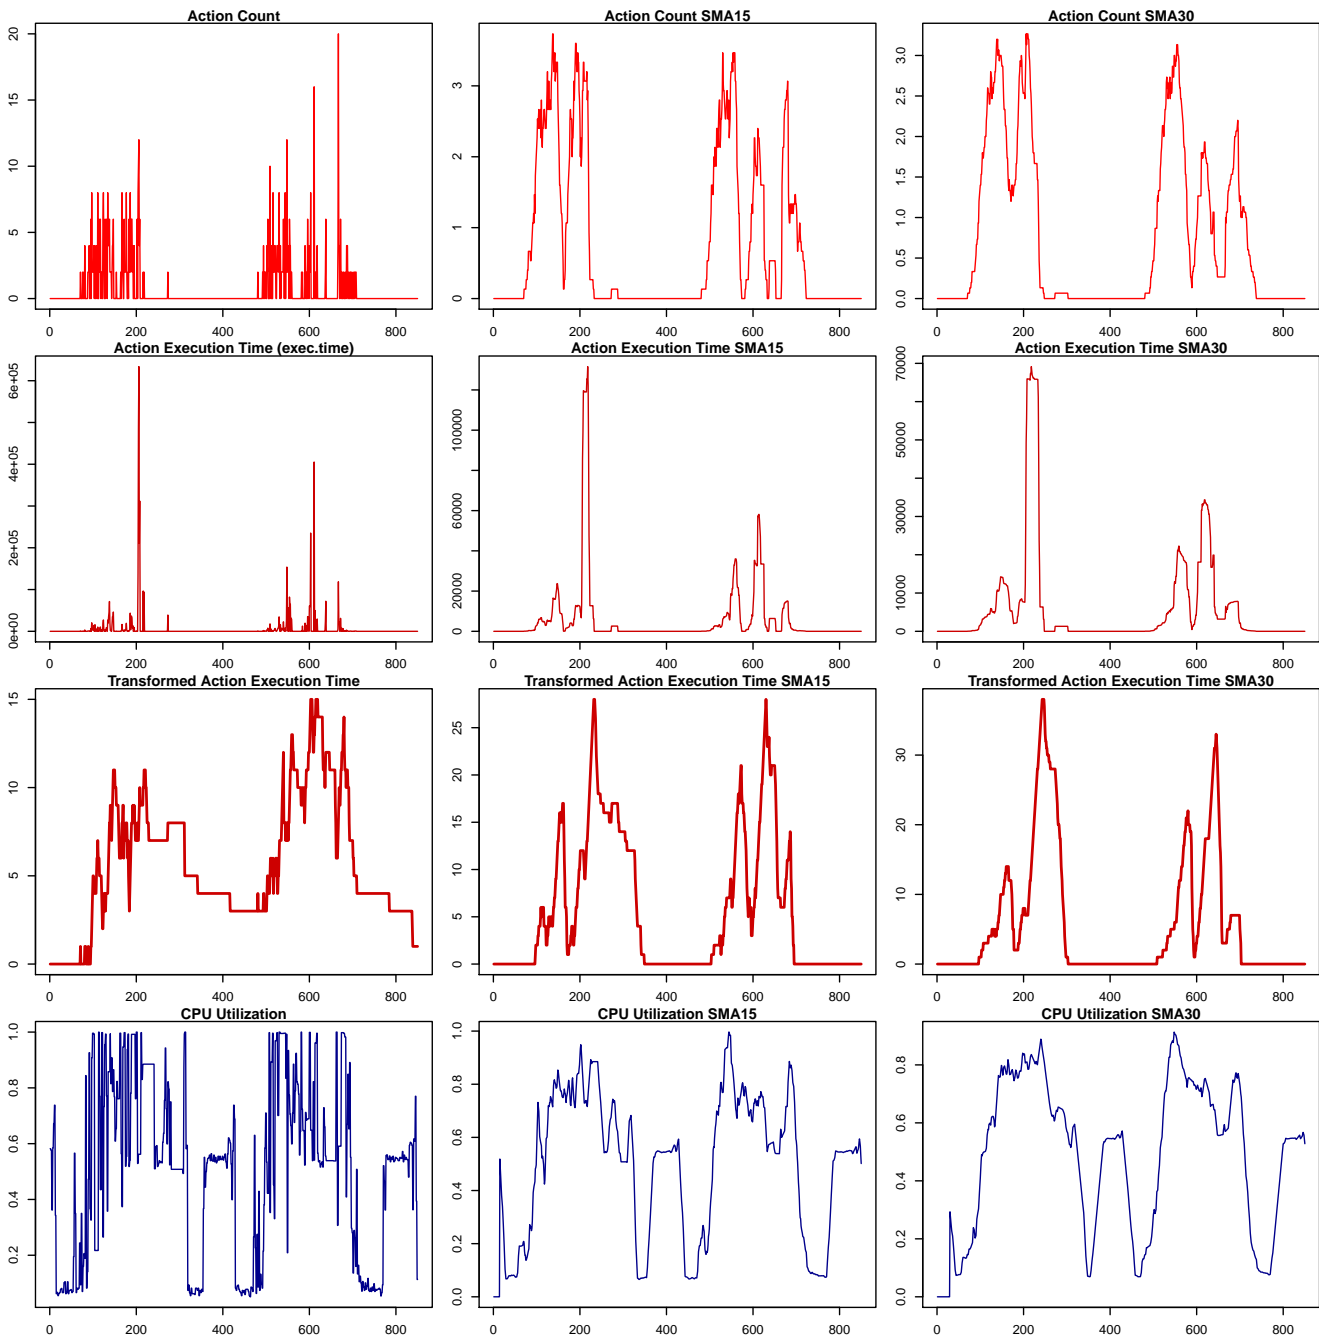 Action Count
20
15
10
5
0
0 200 400 600 800
Action Count SMA15
3
2
1
0
0 200 400 600 800
Action Count SMA30
3.0
2.5
2.0
1.5
1.0
0.5
0.0
0 200 400 600 800
Action Execution Time (exec.time)
6e+05
4e+05
2e+05
0e+00
0 200 400 600 800
Action Execution Time SMA15
100000
60000
20000
0
0 200 400 600 800
Action Execution Time SMA30
70000
50000
30000
10000
0
0 200 400 600 800
Transformed Action Execution Time
15
10
5
0
0 200 400 600 800
Transformed Action Execution Time SMA15
25
20
15
10
5
0
0 200 400 600 800
Transformed Action Execution Time SMA30
30
20
10
0
0 200 400 600 800
CPU Utilization
1.0
0.8
0.6
0.4
0.2
0 200 400 600 800
CPU Utilization SMA15
1.0
0.8
0.6
0.4
0.2
0.0
0 200 400 600 800
CPU Utilization SMA30
0.8
0.6
0.4
0.2
0.0
0 200 400 600 800